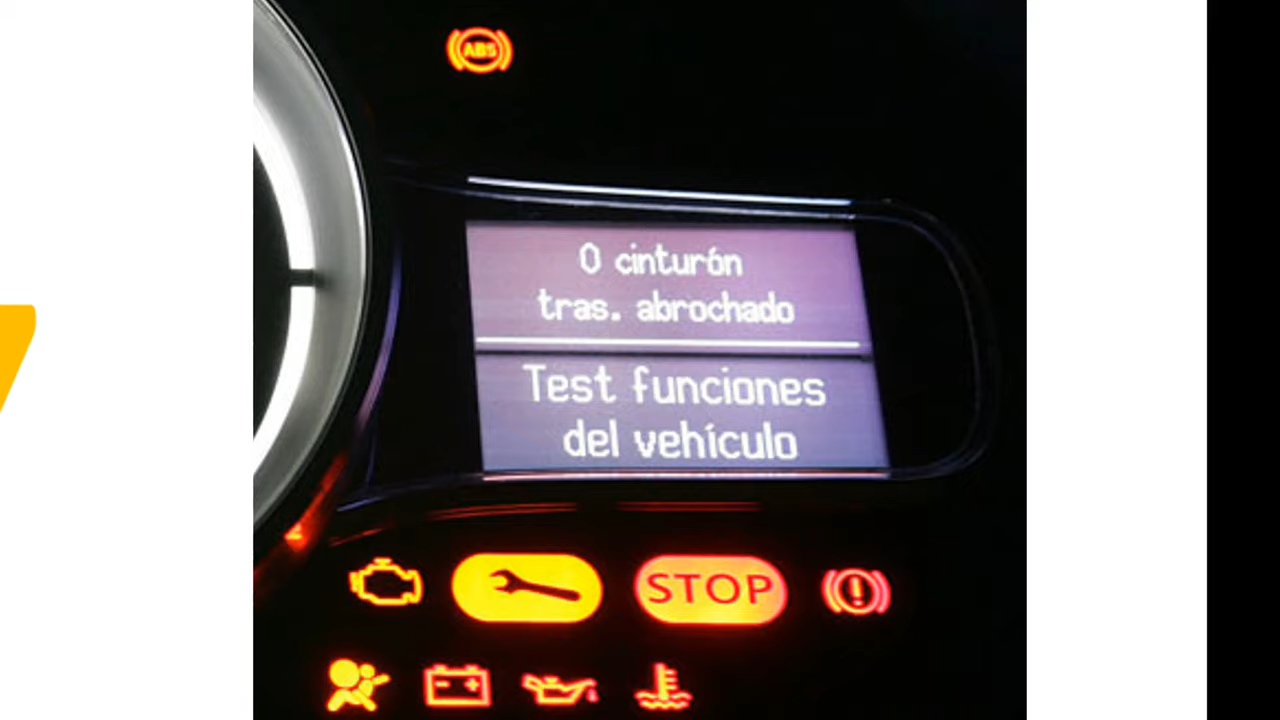 ABS
0 cinturón
tras. abrochado
Test funciones
del vehículo
STOP